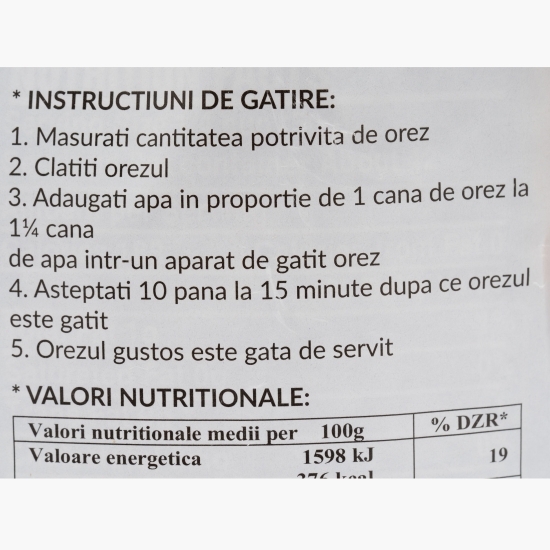 * INSTRUCTIUNI DE GATIRE:
1. Masurati cantitatea potrivita de orez
2. Clatiti orezul
3. Adaugati apa in proportie de 1 cana de orez la
1¼ cana
de apa intr-un aparat de gatit orez
4. Asteptati 10 pana la 15 minute dupa ce orezul
este gatit
5. Orezul gustos este gata de servit
* VALORI NUTRITIONALE:
Valori nutritionale medii per 100g % DZR*
Valoare energetica 1598 kJ 19